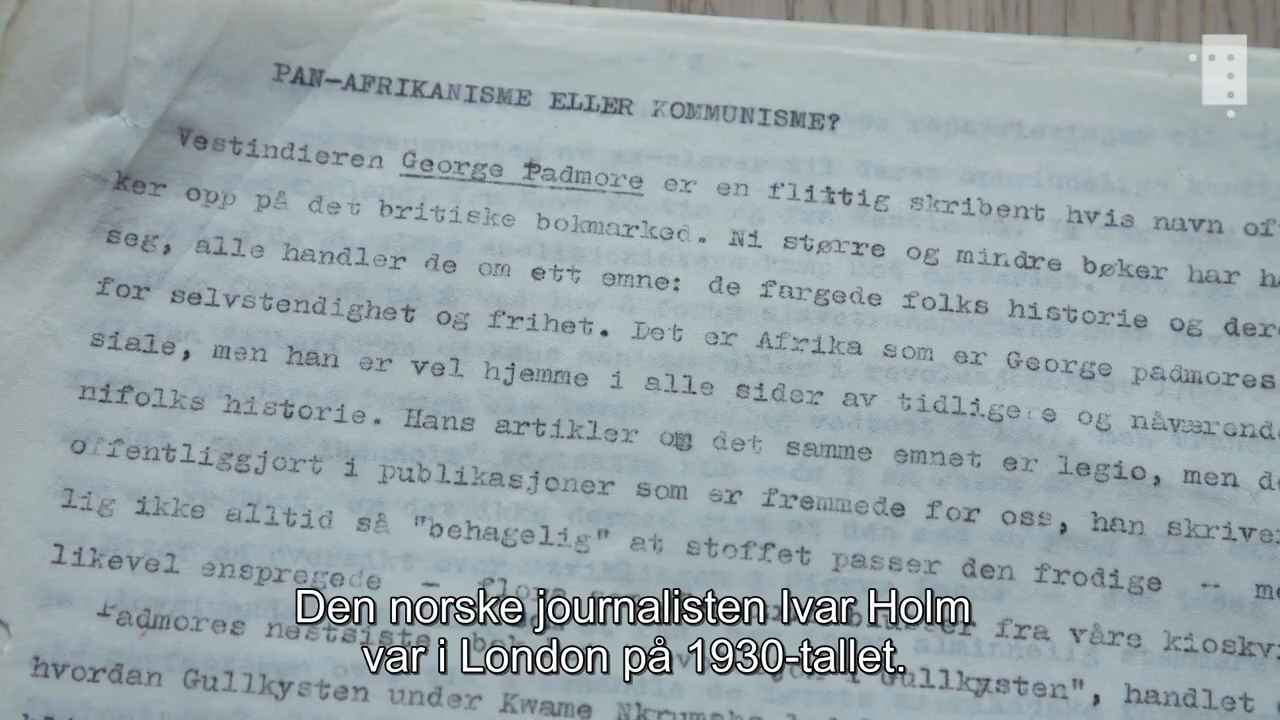 PAN-AFRIKANISME ELLER KOMMUNISME?
Vestindieren George Padmore er en flittig skribent hvis navn of
ker opp på det britiske bokmarked. Ni større og mindre bøker har h
seg, alle handler de om ett emne: de fargede folks historie og der
for selvstendighet og frihet. Det er Afrika som er George padmores
siale, men han er vel hjemme i alle sider av tidligere og nåværend
nifolks historie. Hans artikler om det samme emnet er legio, men d
offentliggjort i publikasjoner som er fremmede for oss, han skrive
lig ikke alltid så "behagelig" at stoffet passer den frodige -- m
likevel enspregede - fra våre kioskv
Padmores nestsiste Gullkysten", handlet
hvordan Gullkysten under Kwame Nkrumahs
Den norske journalisten Ivar Holm
var i London på 1930-tallet.